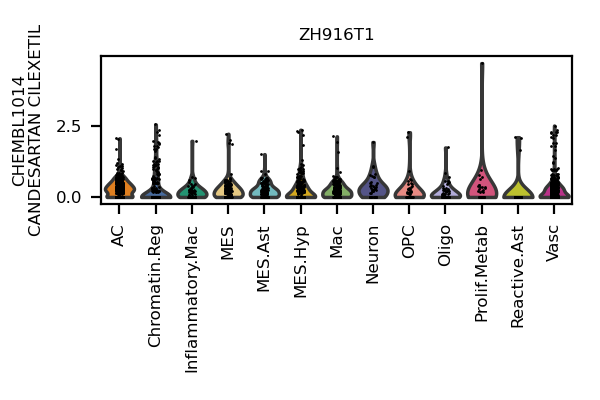 ZH916T1
CHEMBL1014
CANDESARTAN CILEXETIL
2.5
0.0
AC
Chromatin.Reg
Inflammatory.Mac
MES
MES.Ast
MES.Hyp
Mac
Neuron
OPC
Oligo
Prolif.Metab
Reactive.Ast
Vasc